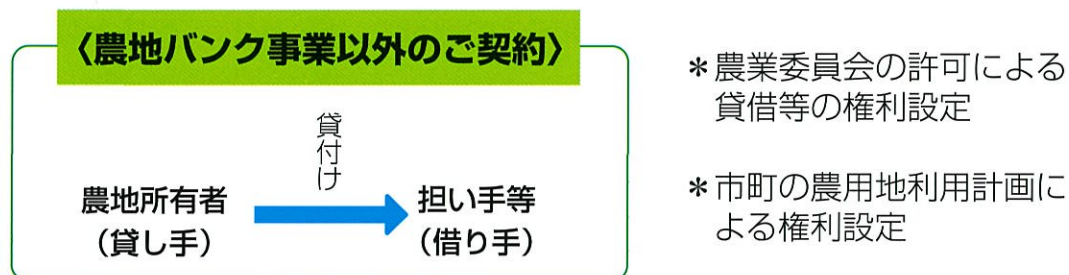 〈農地バンク事業以外のご契約〉
貸付け
農地所有者
(貸し手)
担い手等
(借り手)
＊農業委員会の許可による
貸借等の権利設定
＊市町の農用地利用計画に
よる権利設定